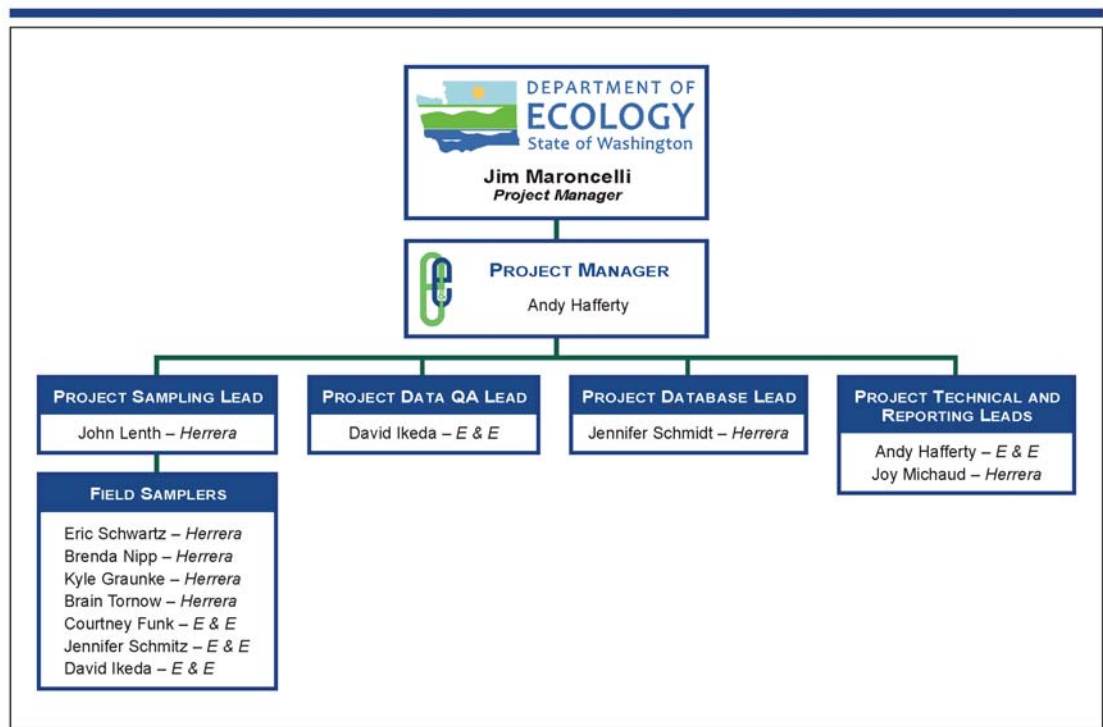 DEPARTMENT OF
ECOLOGY
State of Washington
Jim Maroncelli
Project Manager
PROJECT MANAGER
Andy Hafferty
PROJECT SAMPLING LEAD
John Lenth – Herrera
PROJECT DATA QA LEAD
David Ikeda – E & E
PROJECT DATABASE LEAD
Jennifer Schmidt – Herrera
PROJECT TECHNICAL AND
REPORTING LEADS
Andy Hafferty – E & E
Joy Michaud – Herrera
FIELD SAMPLERS
Eric Schwartz – Herrera
Brenda Nipp – Herrera
Kyle Graunke – Herrera
Brain Tornow – Herrera
Courtney Funk – E & E
Jennifer Schmitz – E & E
David Ikeda – E & E